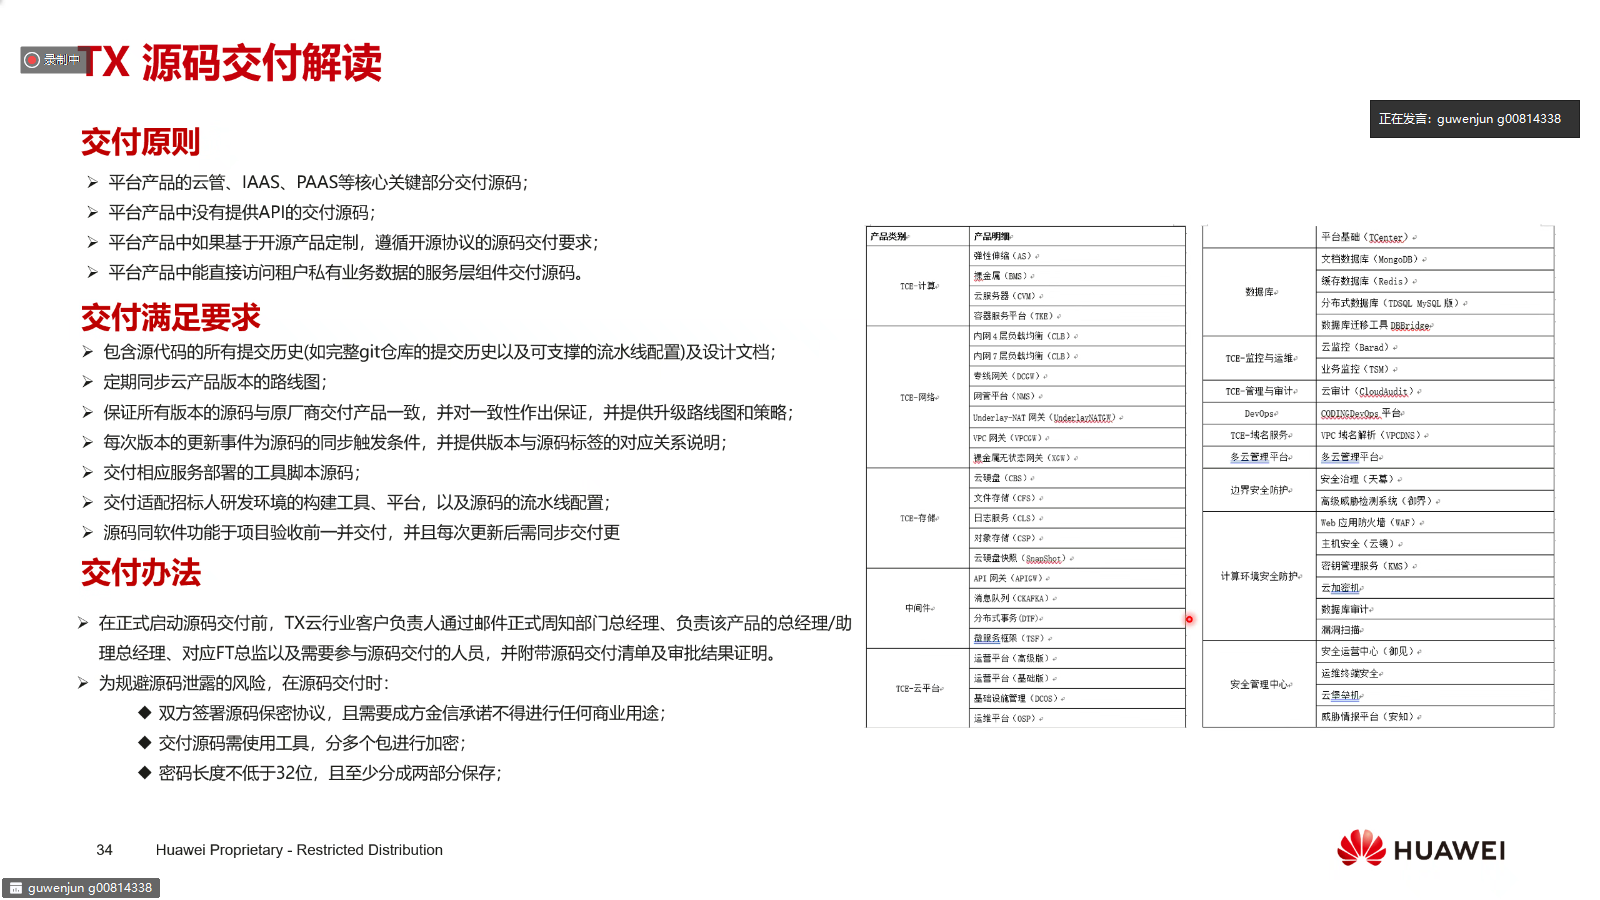 录制中
TX 源码交付解读
正在发言：guwenjun g00814338
交付原则
平台产品的云管、IAAS、PAAS等核心关键部分交付源码；
平台产品中没有提供API的交付源码；
平台产品中如果基于开源产品定制，遵循开源协议的源码交付要求；
平台产品中能直接访问租户私有业务数据的服务层组件交付源码。
交付满足要求
包含源代码的所有提交历史(如完整git仓库的提交历史以及可支撑的流水线配置)及设计文档；
定期同步云产品版本的路线图；
保证所有版本的源码与原厂商交付产品一致，并对一致性作出保证，并提供升级路线图和策略；
每次版本的更新事件为源码的同步触发条件，并提供版本与源码标签的对应关系说明；
交付相应服务部署的工具脚本源码；
交付适配招标人研发环境的构建工具、平台，以及源码的流水线配置；
源码同软件功能于项目验收前一并交付，并且每次更新后需同步交付更
交付办法
在正式启动源码交付前，TX云行业客户负责人通过邮件正式周知部门总经理、负责该产品的总经理/助
理总经理、对应FT总监以及需要参与源码交付的人员，并附带源码交付清单及审批结果证明。
为规避源码泄露的风险，在源码交付时：
双方签署源码保密协议，且需要成方金信承诺不得进行任何商业用途；
交付源码需使用工具，分多个包进行加密；
密码长度不低于32位，且至少分成两部分保存；
产品类别 产品明细
TCE-计算
弹性伸缩（AS）
裸金属（BMS）
云服务器（CVM）
容器服务平台（TKE）
TCE-网络
内网 4 层负载均衡（CLB）
内网 7 层负载均衡（CLB）
专线网关（DCGW）
网管平台（NMS）
Underlay-NAT 网关（UnderlayNATGW）
VPC 网关（VPCGW）
裸金属无状态网关（XGW）
TCE-存储
云硬盘（CBS）
文件存储（CFS）
日志服务（CLS）
对象存储（CSP）
云硬盘快照（SnapShot）
中间件
API 网关（APIGW）
消息队列（CKAFKA）
分布式事务(DTF)
微服务框架（TSF）
TCE-云平台
运营平台（高级版）
运营平台（基础版）
基础设施管理（DCOS）
运维平台（OSP）
平台基础（TCenter）
数据库
文档数据库（MongoDB）
缓存数据库（Redis）
分布式数据库（TDSQL MySQL 版）
数据库迁移工具 DBBridge
TCE-监控与运维
云监控（Barad）
业务监控（TSM）
TCE-管理与审计 云审计（CloudAudit）
DevOps CODINGDevOps 平台
TCE-域名服务 VPC 域名解析（VPCDNS）
多云管理平台 多云管理平台
边界安全防护
安全治理（天幕）
高级威胁检测系统（御界）
计算环境安全防护
Web 应用防火墙（WAF）
主机安全（云镜）
密钥管理服务（KMS）
云加密机
数据库审计
漏洞扫描
安全管理中心
安全运营中心（御见）
运维终端安全
云堡垒机
威胁情报平台（安知）
34 Huawei Proprietary - Restricted Distribution
HUAWEI
guwenjun g00814338